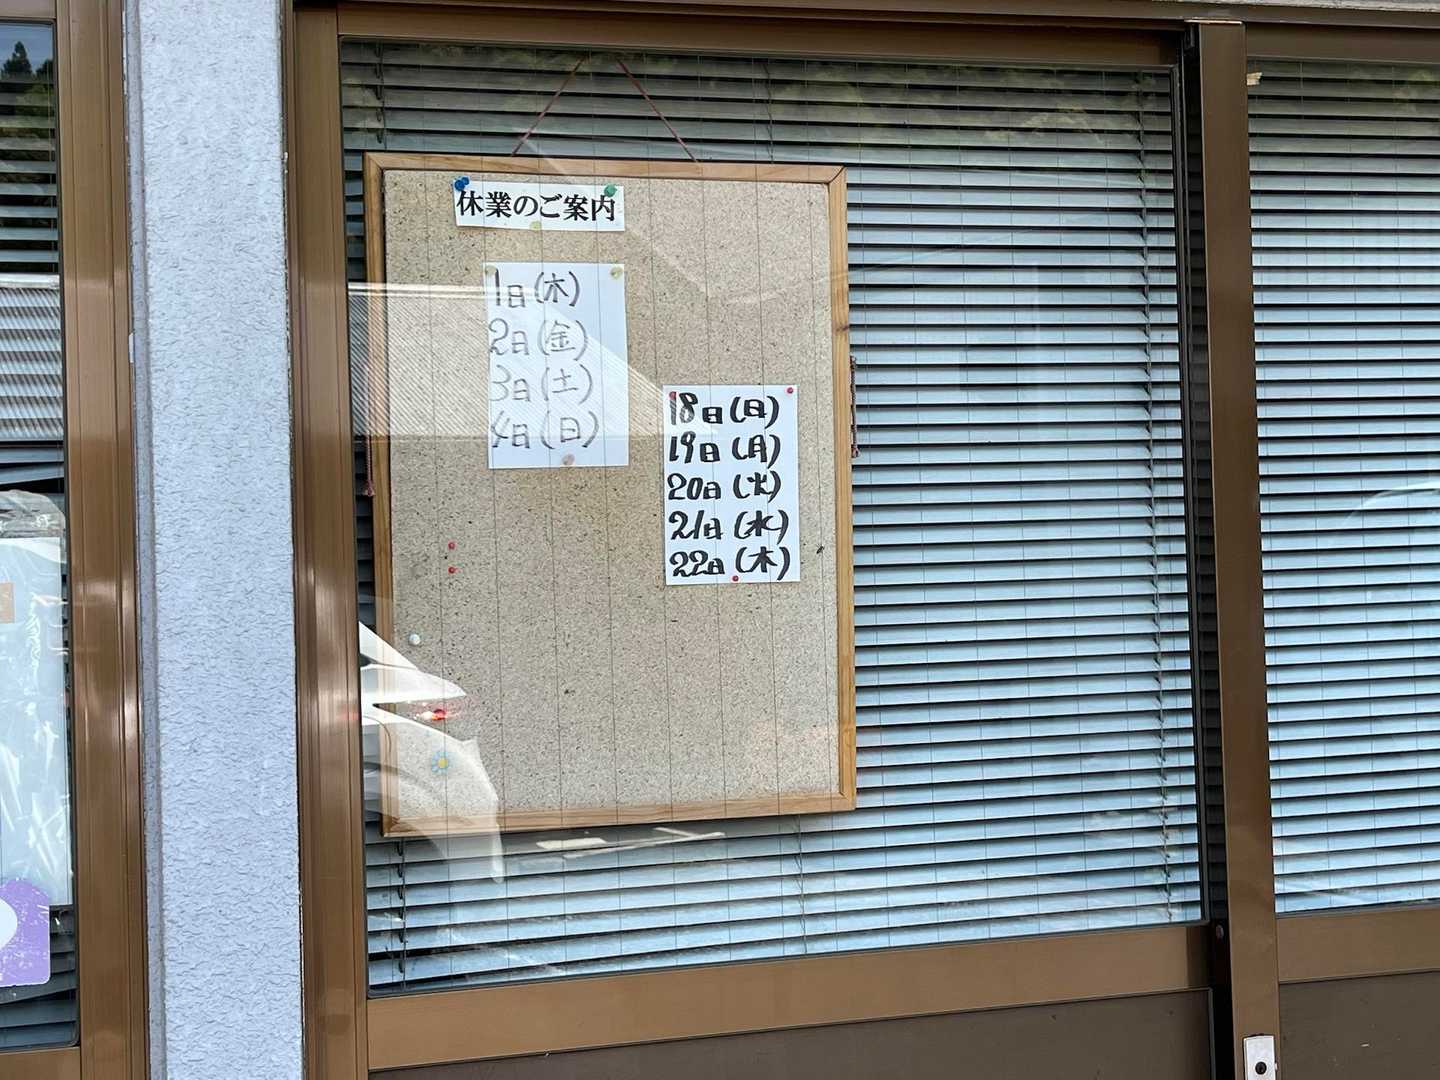 休業のご案内
1日(木)
2日(金)
3日(土)
4日(日)
18日(日)
19日(月)
20日(火)
21日(水)
22日(木)